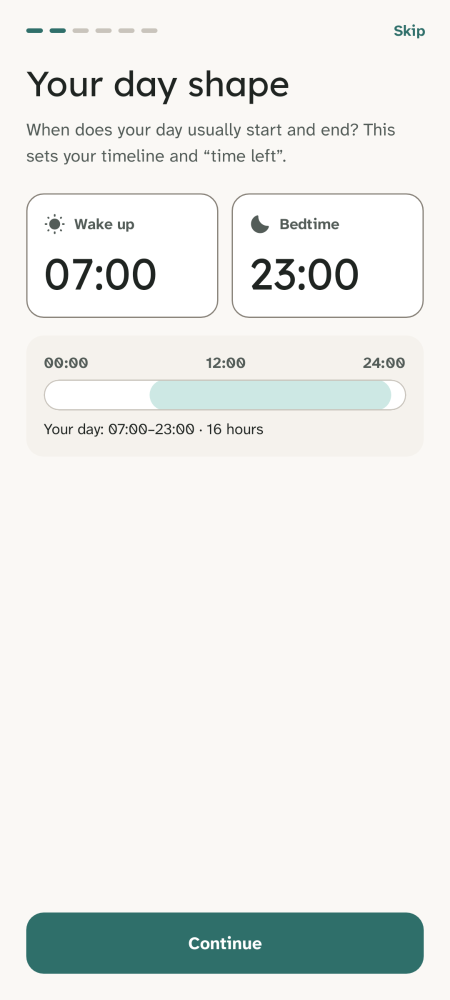 Skip
Your day shape
When does your day usually start and end? This
sets your timeline and “time left”.
Wake up
Bedtime
07:00
23:00
00:00 12:00 24:00
Your day: 07:00–23:00 · 16 hours
Continue